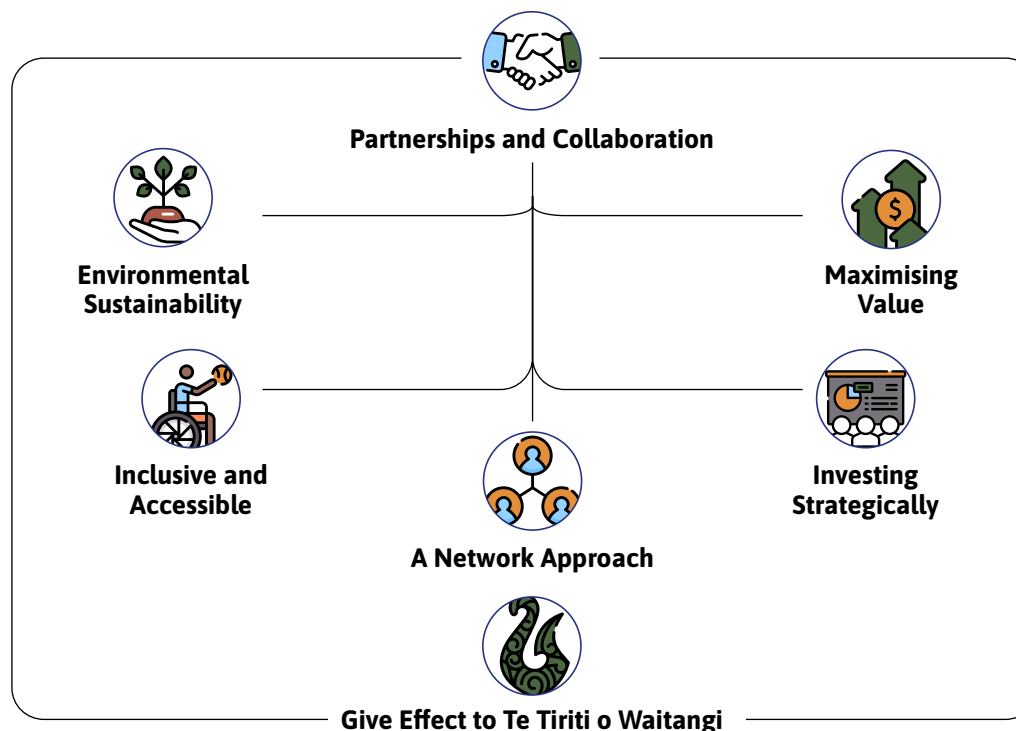 Partnerships and Collaboration
Environmental
Sustainability
$
Maximising
Value
Inclusive and
Accessible
Investing
Strategically
A Network Approach
Give Effect to Te Tiriti o Waitangi